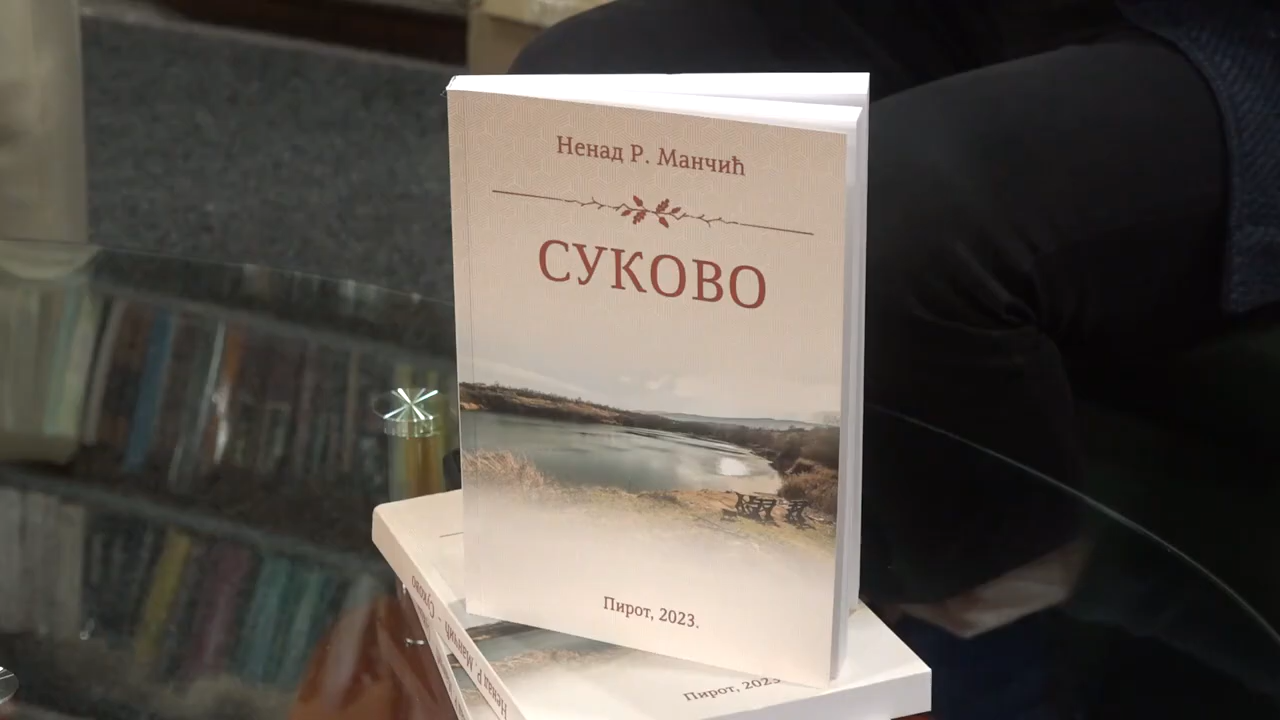 Ненад Р. Манчић
СУКОВО
Пирот, 2023.
Пирот, 2023
Ненад Р. Манчић - Суково